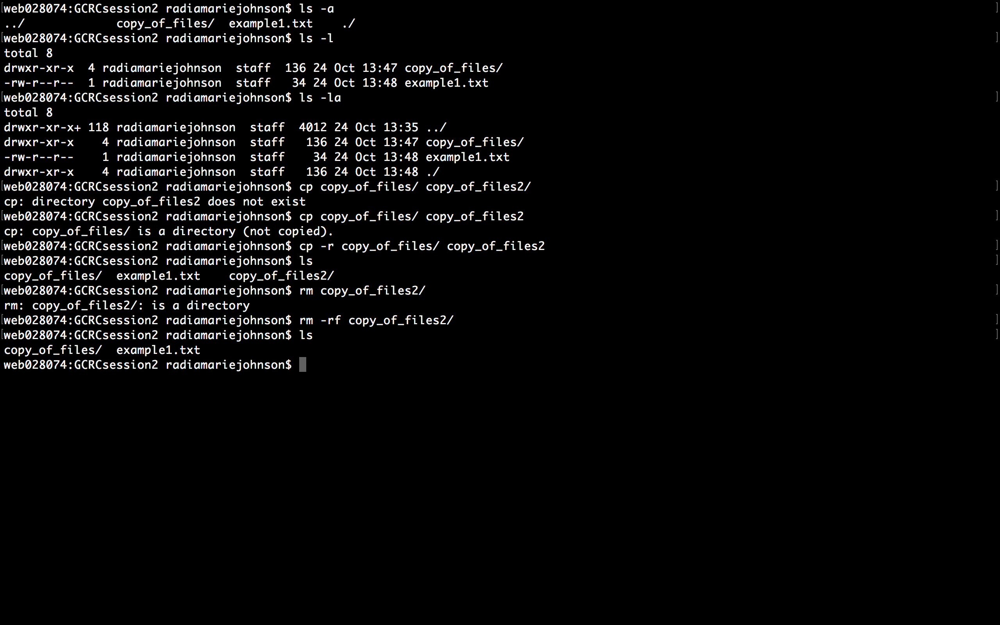 [web028074:GCRCsession2 radiamariejohnson$ ls -a ]
../             copy_of_files/  example1.txt    ./
[web028074:GCRCsession2 radiamariejohnson$ ls -l ]
total 8
drwxr-xr-x  4 radiamariejohnson  staff  136 24 Oct 13:47 copy_of_files/
-rw-r--r--  1 radiamariejohnson  staff   34 24 Oct 13:48 example1.txt
[web028074:GCRCsession2 radiamariejohnson$ ls -la ]
total 8
drwxr-xr-x+ 118 radiamariejohnson  staff  4012 24 Oct 13:35 ../
drwxr-xr-x    4 radiamariejohnson  staff   136 24 Oct 13:47 copy_of_files/
-rw-r--r--    1 radiamariejohnson  staff    34 24 Oct 13:48 example1.txt
drwxr-xr-x    4 radiamariejohnson  staff   136 24 Oct 13:48 ./
[web028074:GCRCsession2 radiamariejohnson$ cp copy_of_files/ copy_of_files2/ ]
cp: directory copy_of_files2 does not exist
[web028074:GCRCsession2 radiamariejohnson$ cp copy_of_files/ copy_of_files2 ]
cp: copy_of_files/ is a directory (not copied).
[web028074:GCRCsession2 radiamariejohnson$ cp -r copy_of_files/ copy_of_files2 ]
[web028074:GCRCsession2 radiamariejohnson$ ls ]
copy_of_files/  example1.txt    copy_of_files2/
[web028074:GCRCsession2 radiamariejohnson$ rm copy_of_files2/ ]
rm: copy_of_files2/: is a directory
[web028074:GCRCsession2 radiamariejohnson$ rm -rf copy_of_files2/ ]
[web028074:GCRCsession2 radiamariejohnson$ ls ]
copy_of_files/  example1.txt
web028074:GCRCsession2 radiamariejohnson$